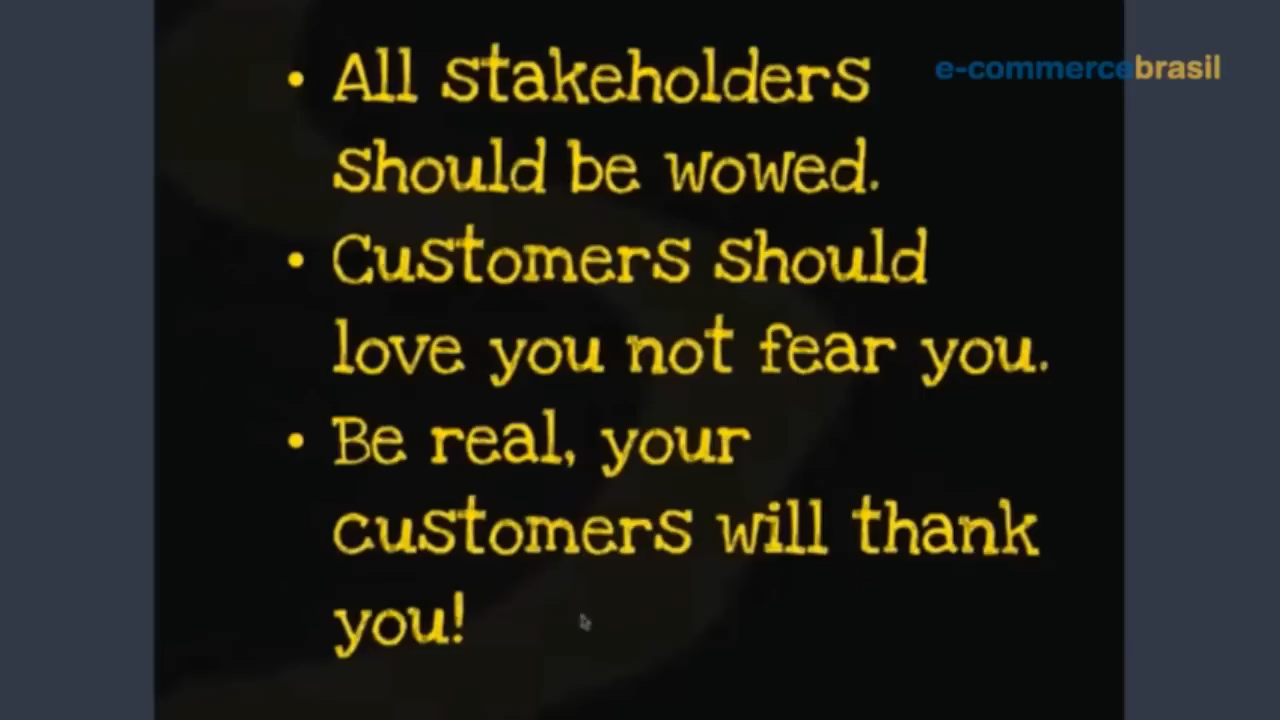 e-commercebrasil
• All stakeholders
should be wowed.
• Customers should
love you not fear you.
• Be real, your
customers will thank
you!